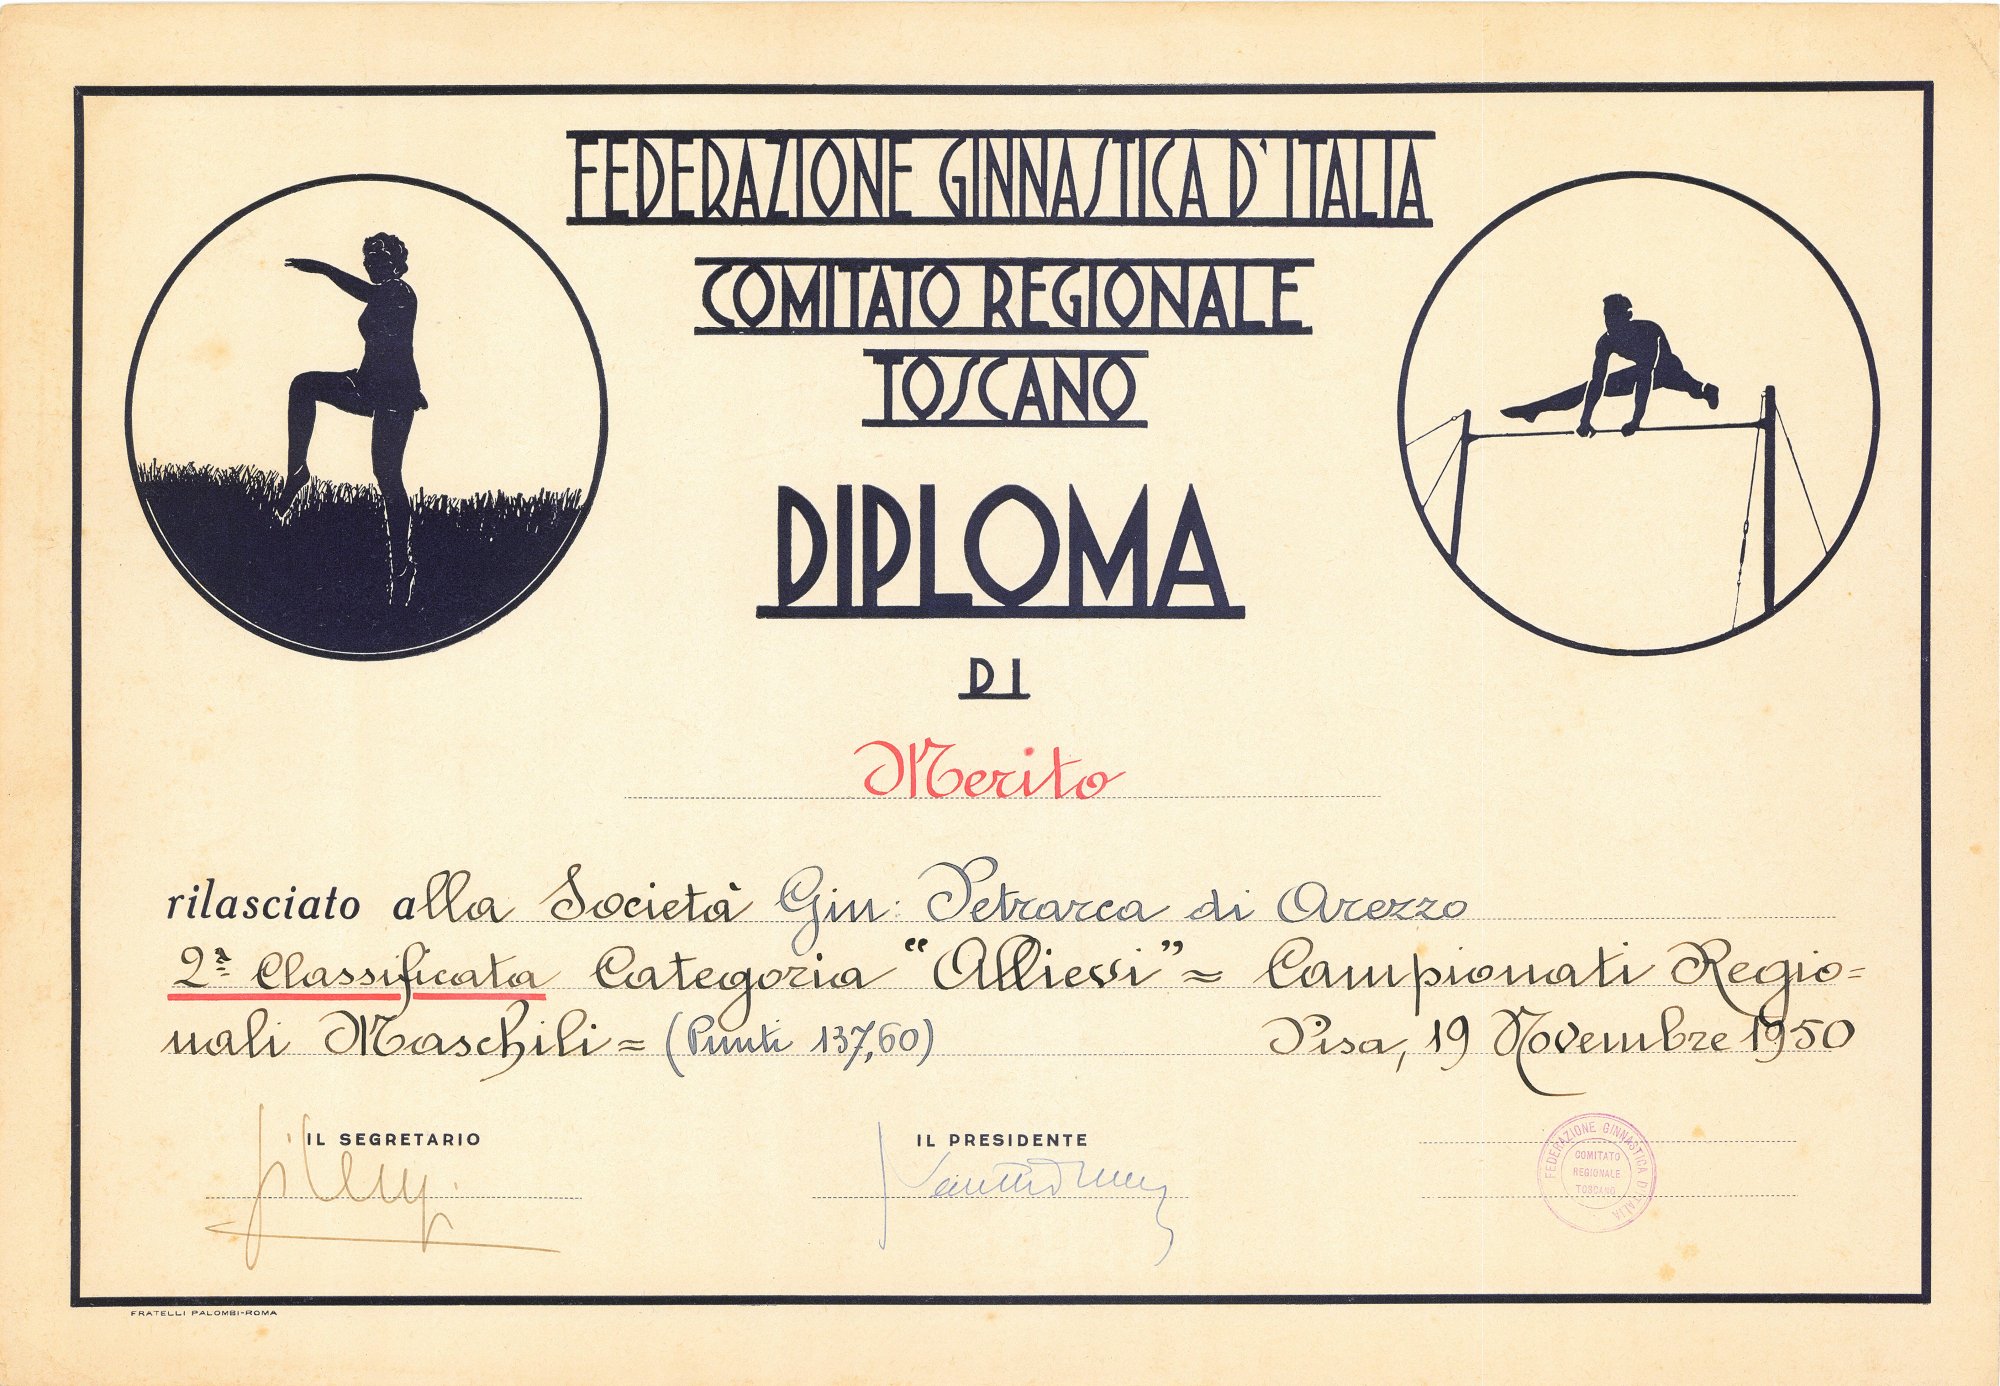 FEDERAZIONE GINNASTICA D'ITALIA
COMITATO REGIONALE
TOSCANO
DIPLOMA
DI
Merito
rilasciato alla Società Gin: Petrarca di Arezzo
2ª Classificata Categoria "Allievi" = Campionati Regio=
nali Maschili = (Punti 137,60) Pisa, 19 Novembre 1950
IL SEGRETARIO
IL PRESIDENTE
FEDERAZIONE GINNASTICA D'ITALIA
COMITATO
REGIONALE
TOSCANO
FRATELLI PALOMBI-ROMA